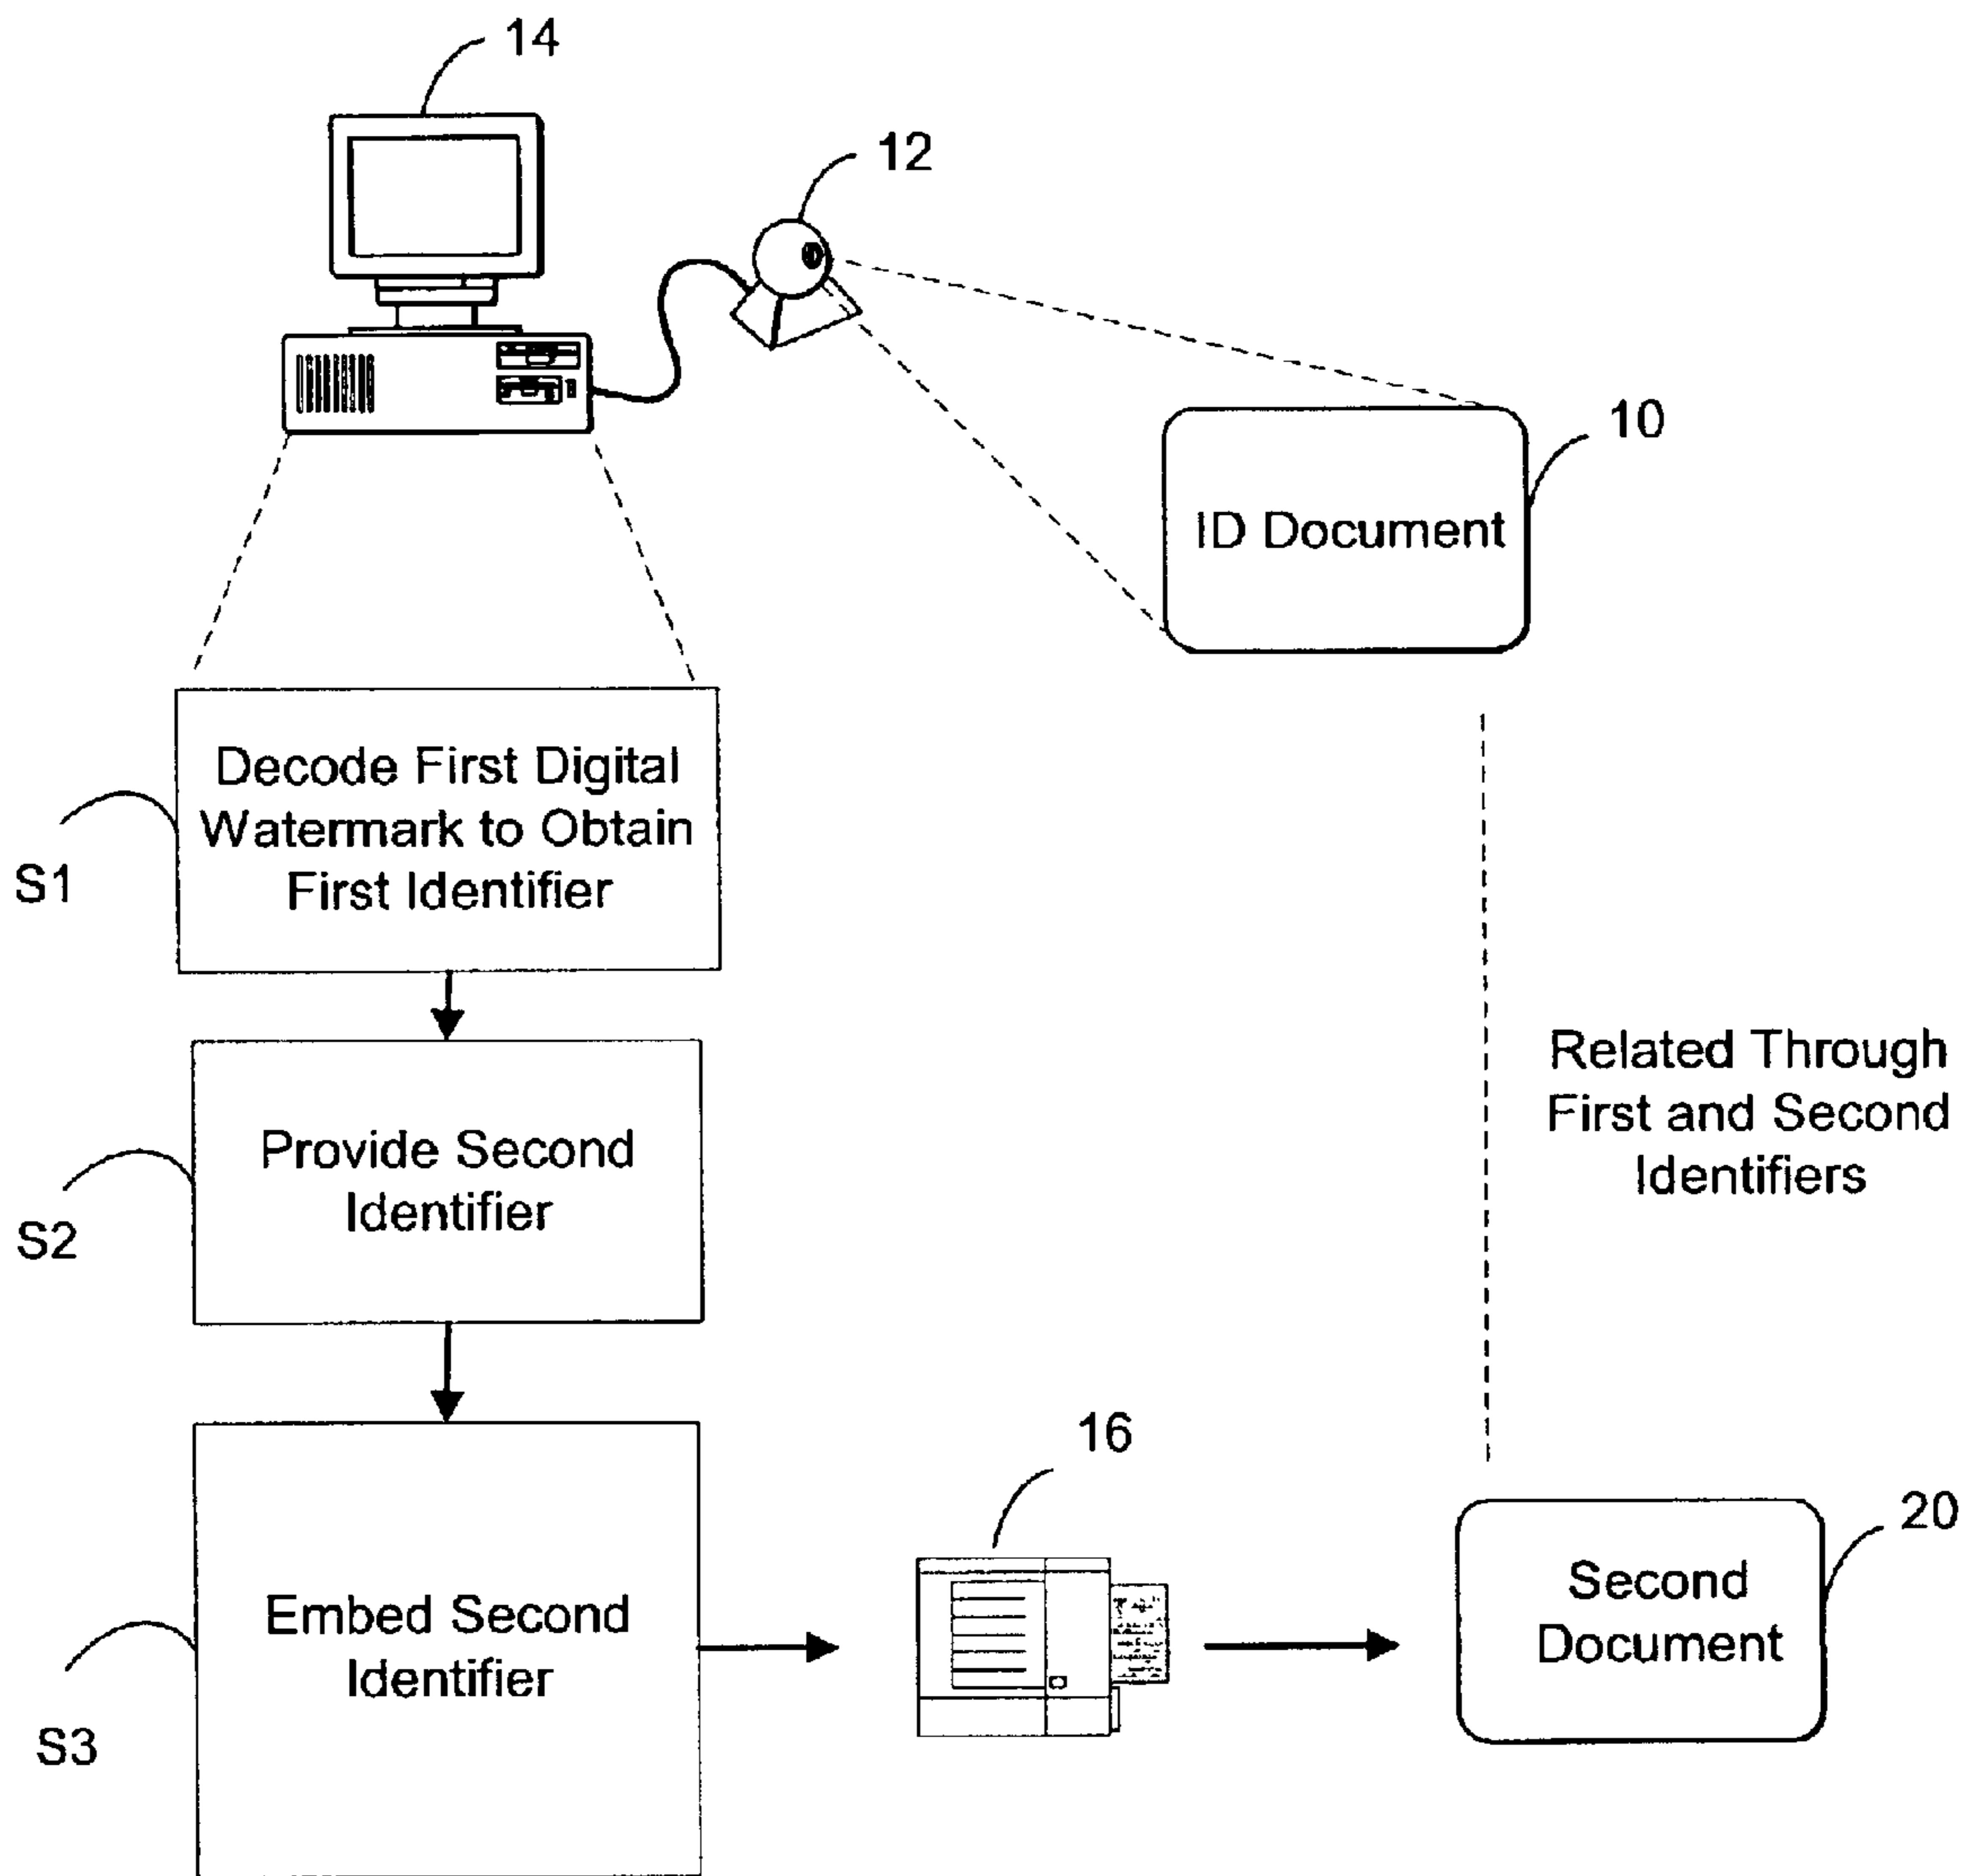 14
12
10
ID Document
Decode First Digital
Watermark to Obtain
First Identifier
S1
Related Through
First and Second
Identifiers
Provide Second
Identifier
S2
16
20
Second
Document
Embed Second
Identifier
S3